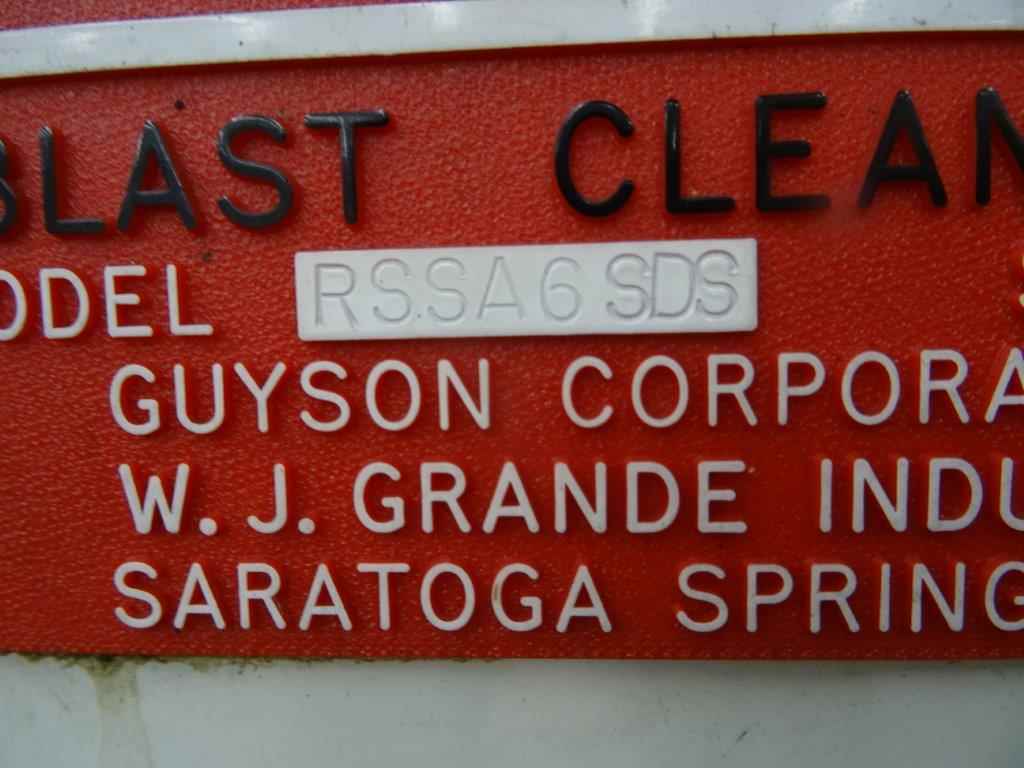 BLAST CLEAN
ODEL RSSA6 SDS S
GUYSON CORPORA
W. J. GRANDE INDU
SARATOGA SPRING